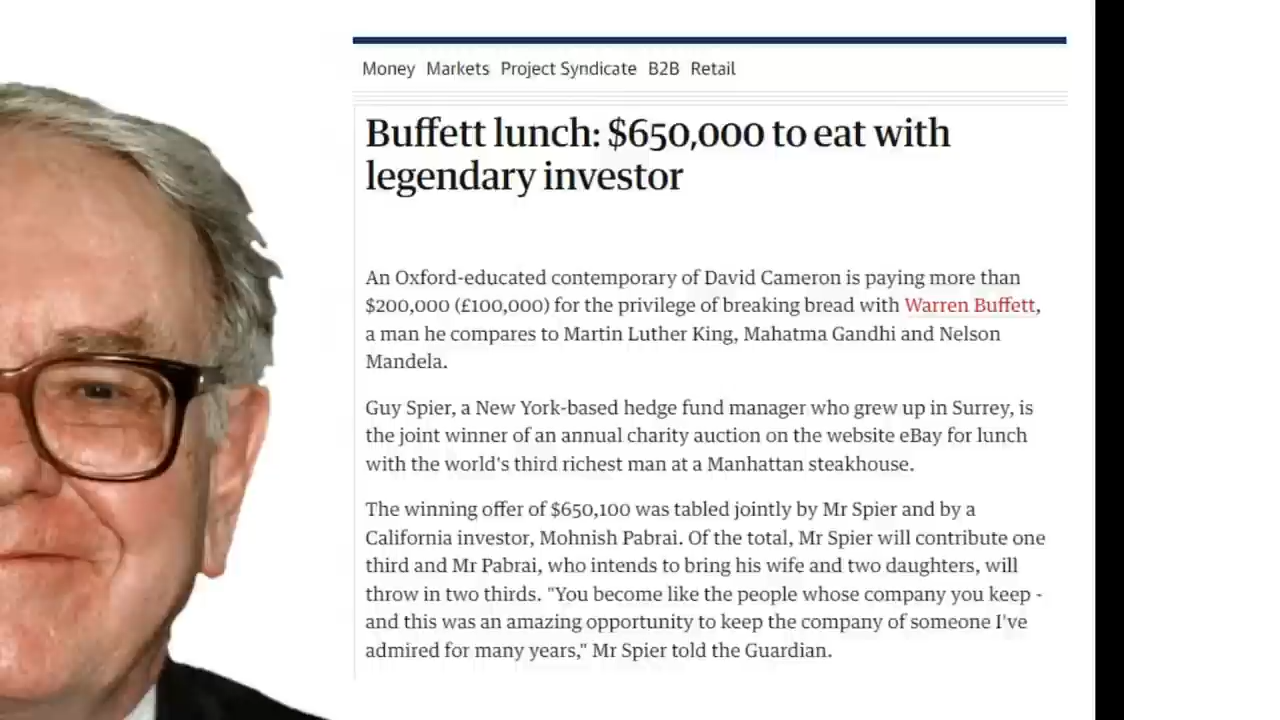 Money Markets Project Syndicate B2B Retail
Buffett lunch: $650,000 to eat with
legendary investor
An Oxford-educated contemporary of David Cameron is paying more than
$200,000 (£100,000) for the privilege of breaking bread with Warren Buffett,
a man he compares to Martin Luther King, Mahatma Gandhi and Nelson
Mandela.
Guy Spier, a New York-based hedge fund manager who grew up in Surrey, is
the joint winner of an annual charity auction on the website eBay for lunch
with the world's third richest man at a Manhattan steakhouse.
The winning offer of $650,100 was tabled jointly by Mr Spier and by a
California investor, Mohnish Pabrai. Of the total, Mr Spier will contribute one
third and Mr Pabrai, who intends to bring his wife and two daughters, will
throw in two thirds. "You become like the people whose company you keep -
and this was an amazing opportunity to keep the company of someone I've
admired for many years," Mr Spier told the Guardian.